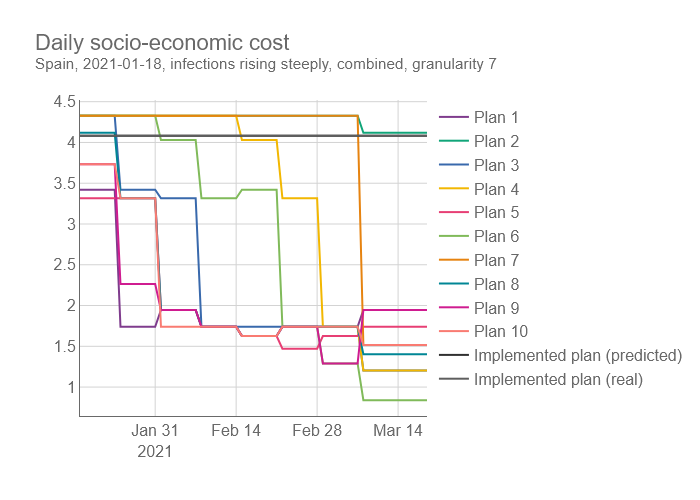 Daily socio-economic cost
Spain, 2021-01-18, infections rising steeply, combined, granularity 7
4.5
4
3.5
3
2.5
2
1.5
1
Jan 31
2021
Feb 14
Feb 28
Mar 14
Plan 1
Plan 2
Plan 3
Plan 4
Plan 5
Plan 6
Plan 7
Plan 8
Plan 9
Plan 10
Implemented plan (predicted)
Implemented plan (real)